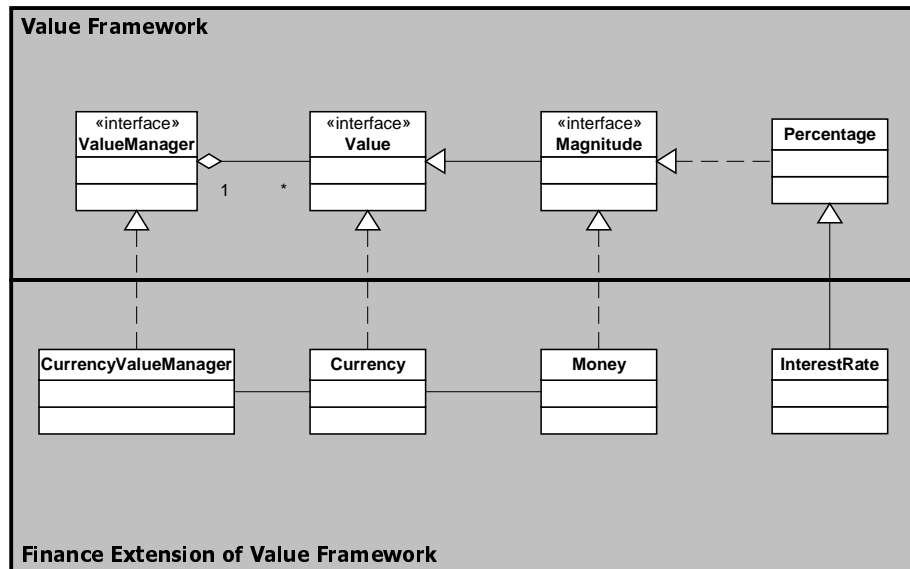 Value Framework
«interface»
ValueManager
«interface»
Value
«interface»
Magnitude
Percentage
1
*
CurrencyValueManager
Currency
Money
InterestRate
Finance Extension of Value Framework